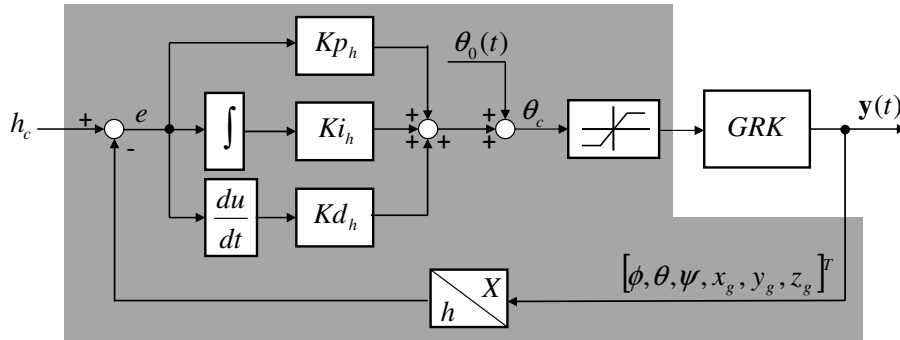 Kp_h
θ_0(t)
h_c
+
-
e
∫
Ki_h
+
+
+
+
+
θ_c
GRK
y(t)
du/dt
Kd_h
[ϕ, θ, ψ, x_g, y_g, z_g]^T
X
h